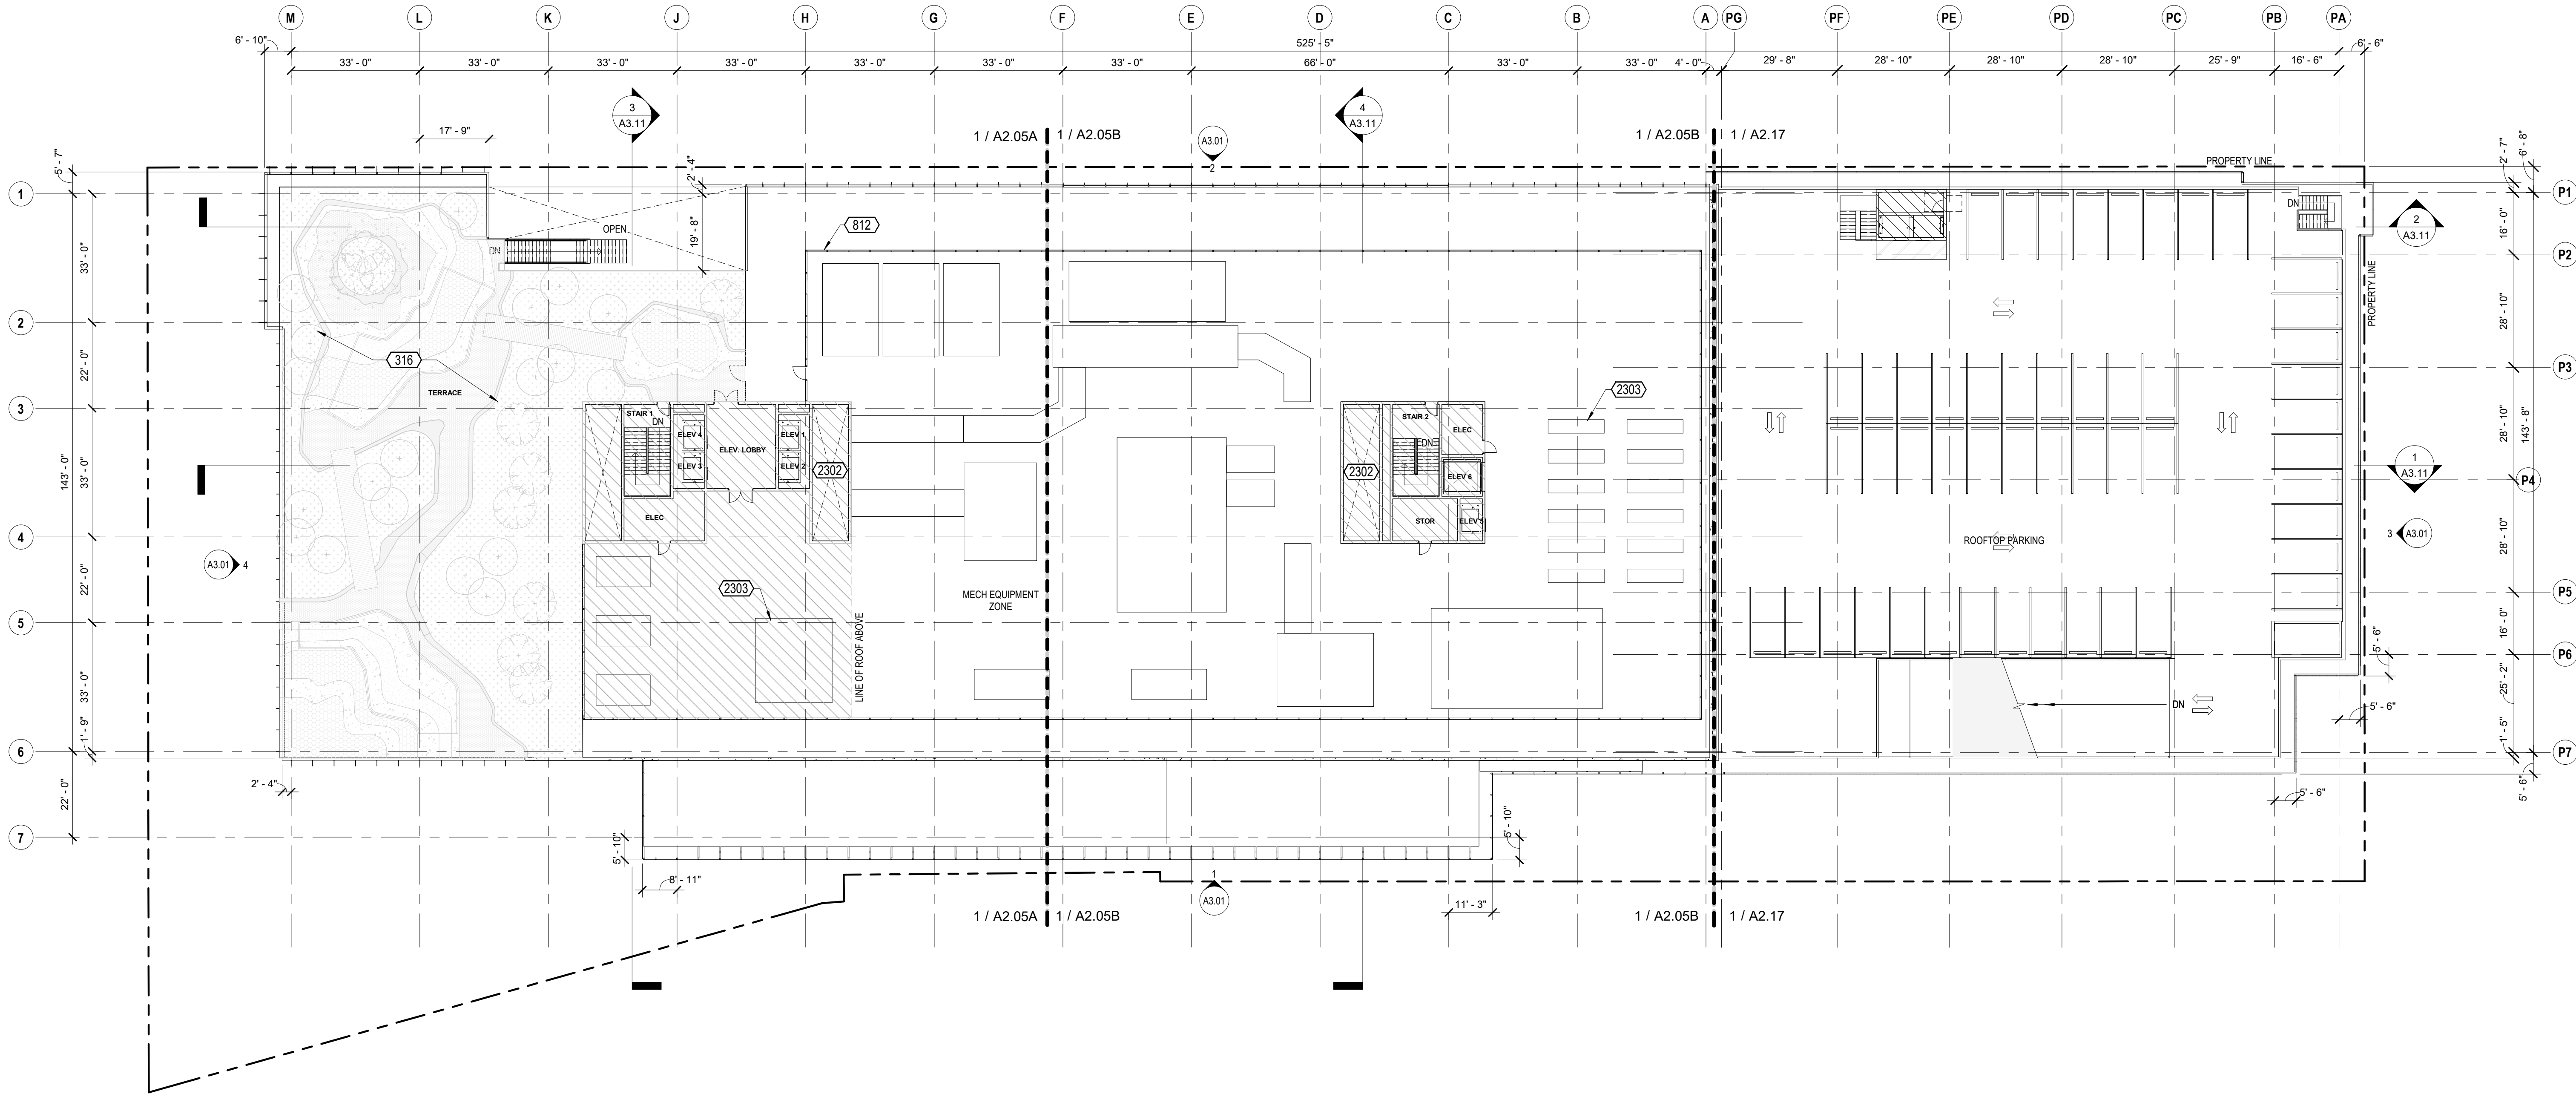 M L K J H G F E D C B A PG PF PE PD PC PB PA
6' - 10" 525' - 5" 6' - 6"
33' - 0" 33' - 0" 33' - 0" 33' - 0" 33' - 0" 33' - 0" 33' - 0" 66' - 0" 33' - 0" 33' - 0" 4' - 0" 29' - 8" 28' - 10" 28' - 10" 28' - 10" 25' - 9" 16' - 6"
3
A3.11
4
A3.11
17' - 9"
1 / A2.05A
1 / A2.05B
A3.01
2
1 / A2.05B
1 / A2.17
PROPERTY LINE
5' - 7"
2' - 4"
2' - 7"
6' - 8"
1
P1
DN
OPEN
812
19' - 8"
DN
2
A3.11
16' - 0"
33' - 0"
P2
PROPERTY LINE
28' - 10"
2
316
TERRACE
22' - 0"
P3
2303
3
STAIR 1
DN
ELEV 4
ELEV 3
ELEV. LOBBY
ELEV 1
ELEV 2
2302
STAIR 2
DN
ELEC
2302
ELEV 6
28' - 10"
143' - 8"
143' - 0"
33' - 0"
1
A3.11
P4
ELEC
STOR
ELEV 5
4
ROOFTOP PARKING
3
A3.01
28' - 10"
A3.01
4
22' - 0"
2303
MECH EQUIPMENT
ZONE
P5
5
LINE OF ROOF ABOVE
16' - 0"
5' - 6"
P6
33' - 0"
25' - 2"
DN
5' - 6"
1' - 9"
1' - 5"
6
P7
2' - 4"
22' - 0"
5' - 6"
5' - 6"
7
5' - 10"
5' - 10"
8' - 11"
1
A3.01
11' - 3"
1 / A2.05A
1 / A2.05B
1 / A2.05B
1 / A2.17